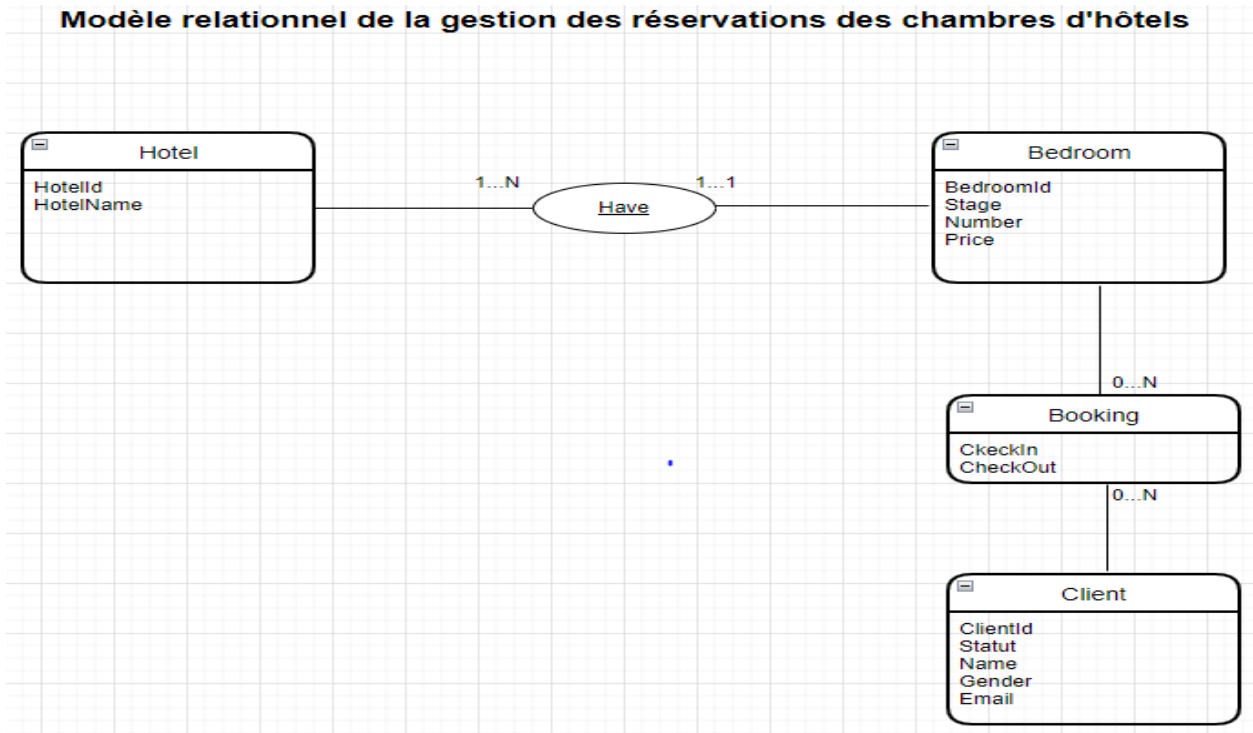 Modèle relationnel de la gestion des réservations des chambres d'hôtels
Hotel
HotelId
HotelName
1...N
Have
1...1
Bedroom
BedroomId
Stage
Number
Price
0...N
Booking
CkeckIn
CheckOut
0...N
Client
ClientId
Statut
Name
Gender
Email